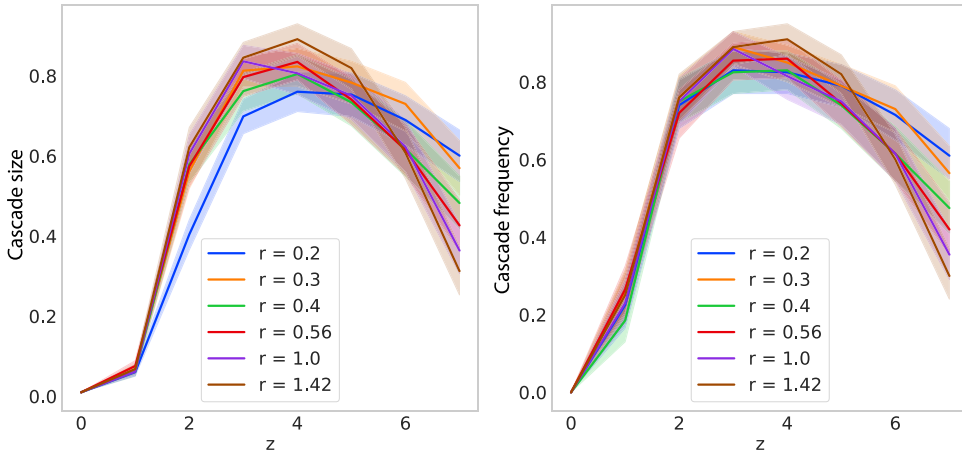 Cascade size
0.8
0.6
0.4
0.2
0.0
0
2
4
6
z
r = 0.2
r = 0.3
r = 0.4
r = 0.56
r = 1.0
r = 1.42
Cascade frequency
0.8
0.6
0.4
0.2
0.0
0
2
4
6
z
r = 0.2
r = 0.3
r = 0.4
r = 0.56
r = 1.0
r = 1.42